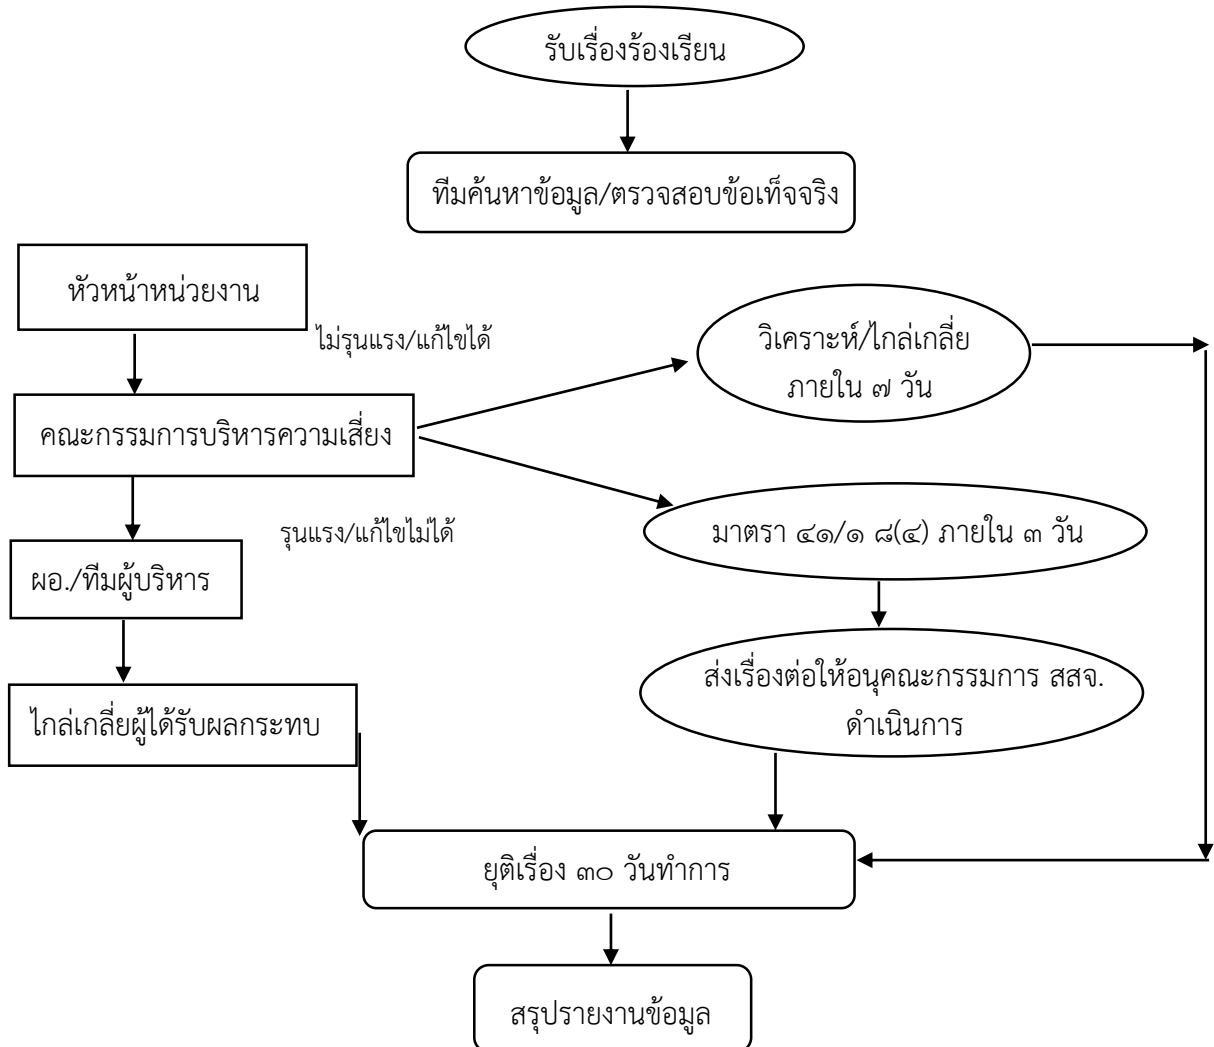 รับเรื่องร้องเรียน
ทีมค้นหาข้อมูล/ตรวจสอบข้อเท็จจริง
หัวหน้าหน่วยงาน
ไม่รุนแรง/แก้ไขได้
วิเคราะห์/ไกล่เกลี่ย
ภายใน ๗ วัน
คณะกรรมการบริหารความเสี่ยง
รุนแรง/แก้ไขไม่ได้
มาตรา ๔๑/๑ ๘(๔) ภายใน ๓ วัน
ผอ./ทีมผู้บริหาร
ส่งเรื่องต่อให้อนุคณะกรรมการ สสจ.
ดำเนินการ
ไกล่เกลี่ยผู้ได้รับผลกระทบ
ยุติเรื่อง ๓๐ วันทำการ
สรุปรายงานข้อมูล